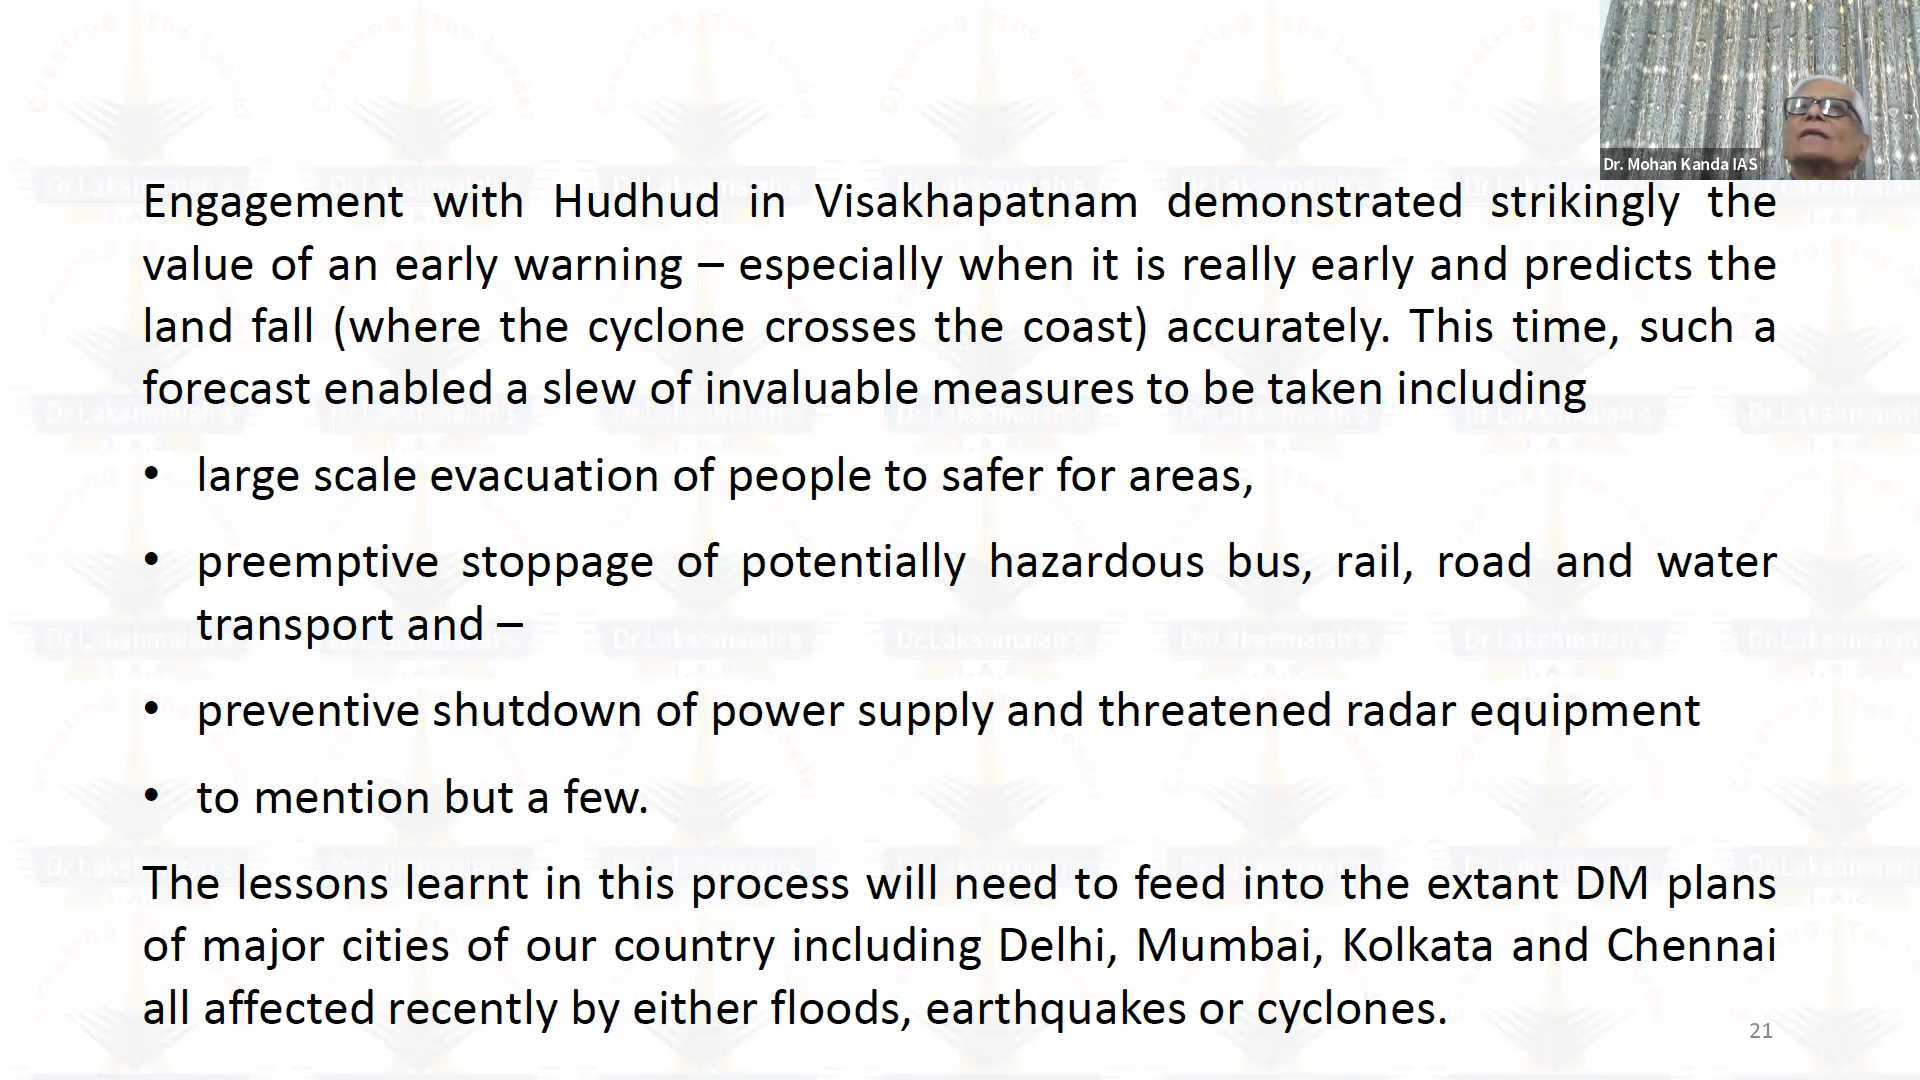 Dr. Mohan Kanda IAS
Engagement with Hudhud in Visakhapatnam demonstrated strikingly the
value of an early warning – especially when it is really early and predicts the
land fall (where the cyclone crosses the coast) accurately. This time, such a
forecast enabled a slew of invaluable measures to be taken including
• large scale evacuation of people to safer for areas,
• preemptive stoppage of potentially hazardous bus, rail, road and water
transport and –
• preventive shutdown of power supply and threatened radar equipment
• to mention but a few.
The lessons learnt in this process will need to feed into the extant DM plans
of major cities of our country including Delhi, Mumbai, Kolkata and Chennai
all affected recently by either floods, earthquakes or cyclones.
21